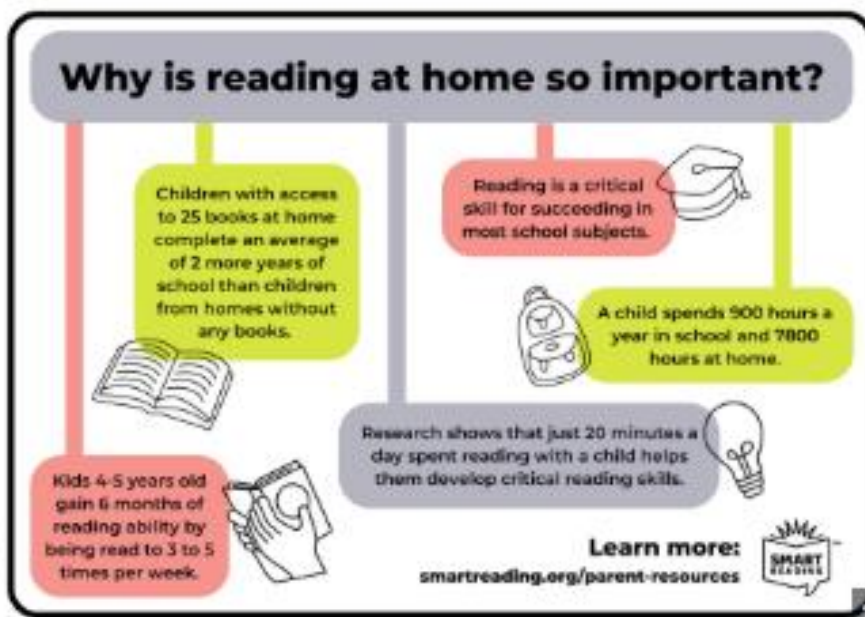 Why is reading at home so important?
Children with access
to 25 books at home
complete an average
of 2 more years of
school than children
from homes without
any books.
Reading is a critical
skill for succeeding in
most school subjects.
A child spends 900 hours a
year in school and 7800
hours at home.
Research shows that just 20 minutes a
day spent reading with a child helps
them develop critical reading skills.
Kids 4-5 years old
gain 6 months of
reading ability by
being read to 3 to 5
times per week.
Learn more:
smartreading.org/parent-resources
SMART
READING